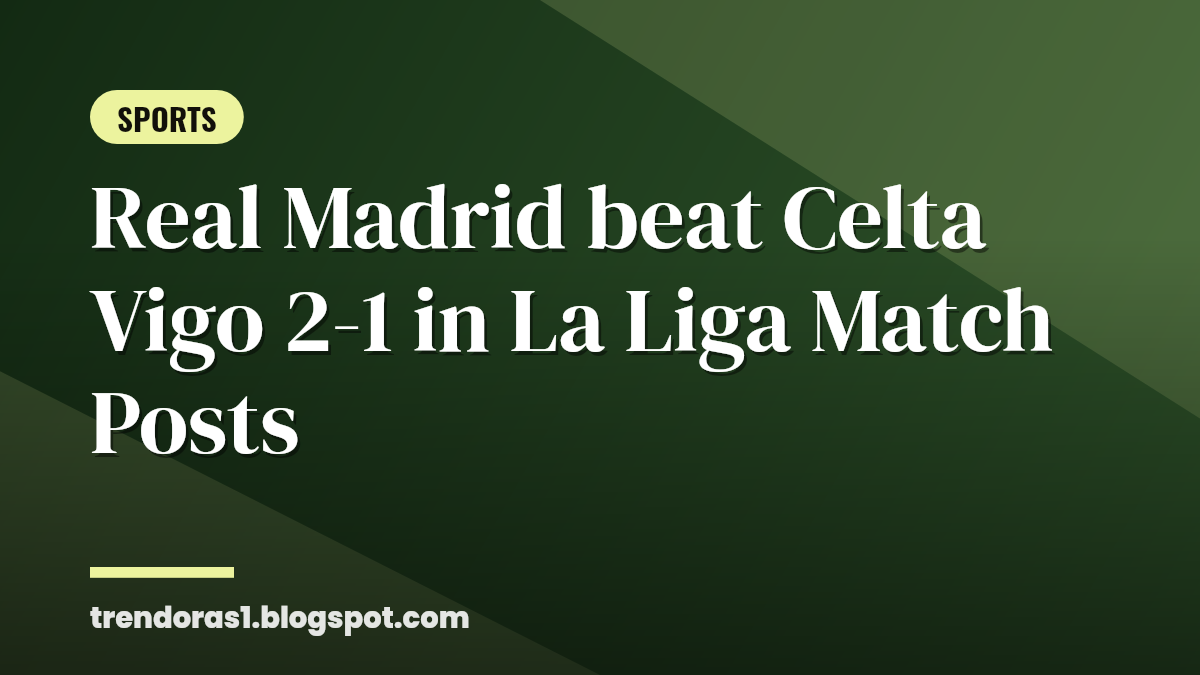 SPORTS
Real Madrid beat Celta
Vigo 2-1 in La Liga Match
Posts
trendoras1.blogspot.com